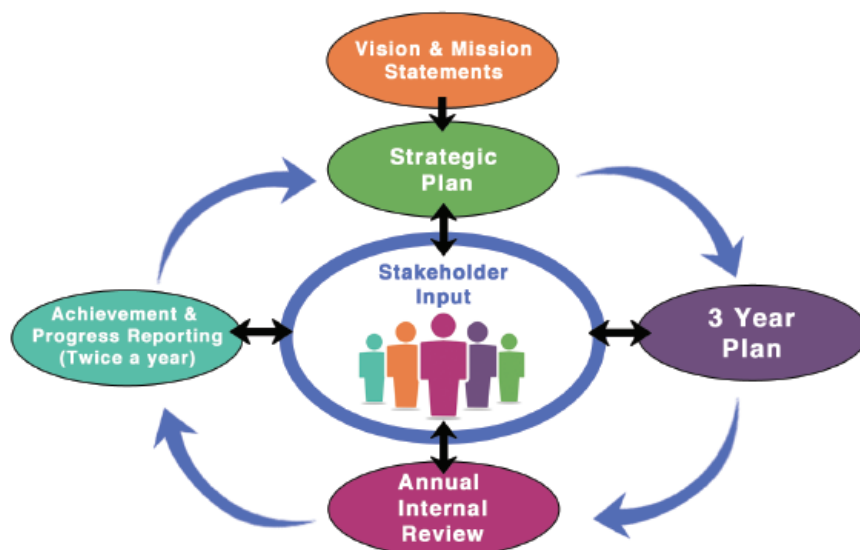 Vision & Mission
Statements
Strategic
Plan
Stakeholder
Input
Achievement &
Progress Reporting
(Twice a year)
3 Year
Plan
Annual
Internal
Review